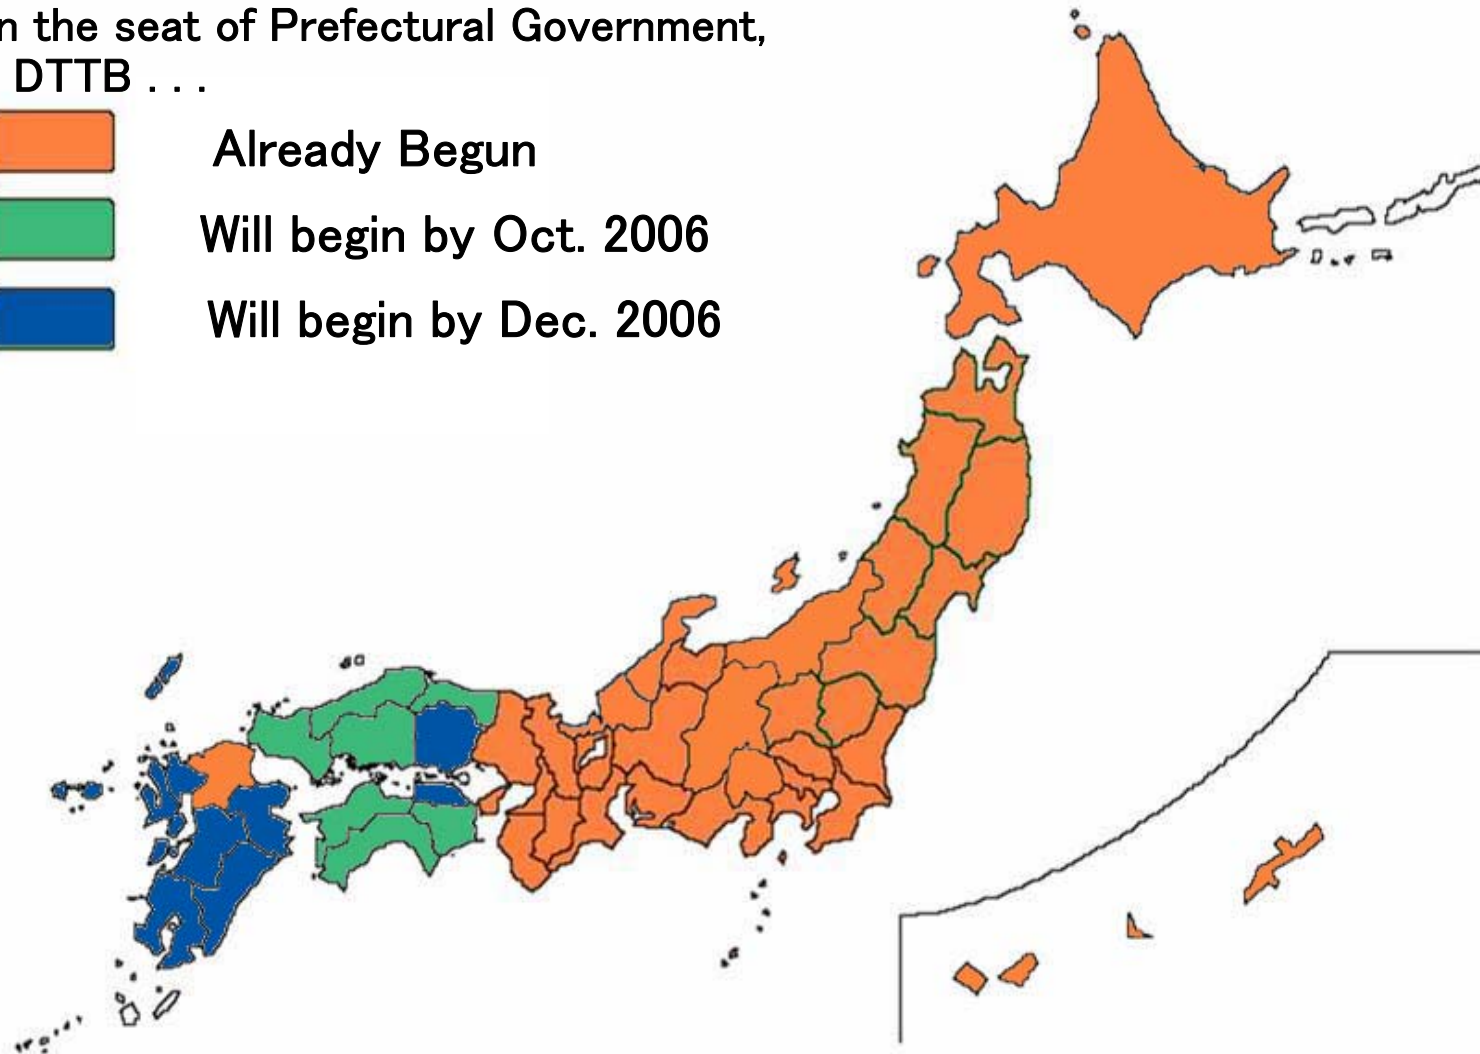 n the seat of Prefectural Government,
DTTB . . .
Already Begun
Will begin by Oct. 2006
Will begin by Dec. 2006